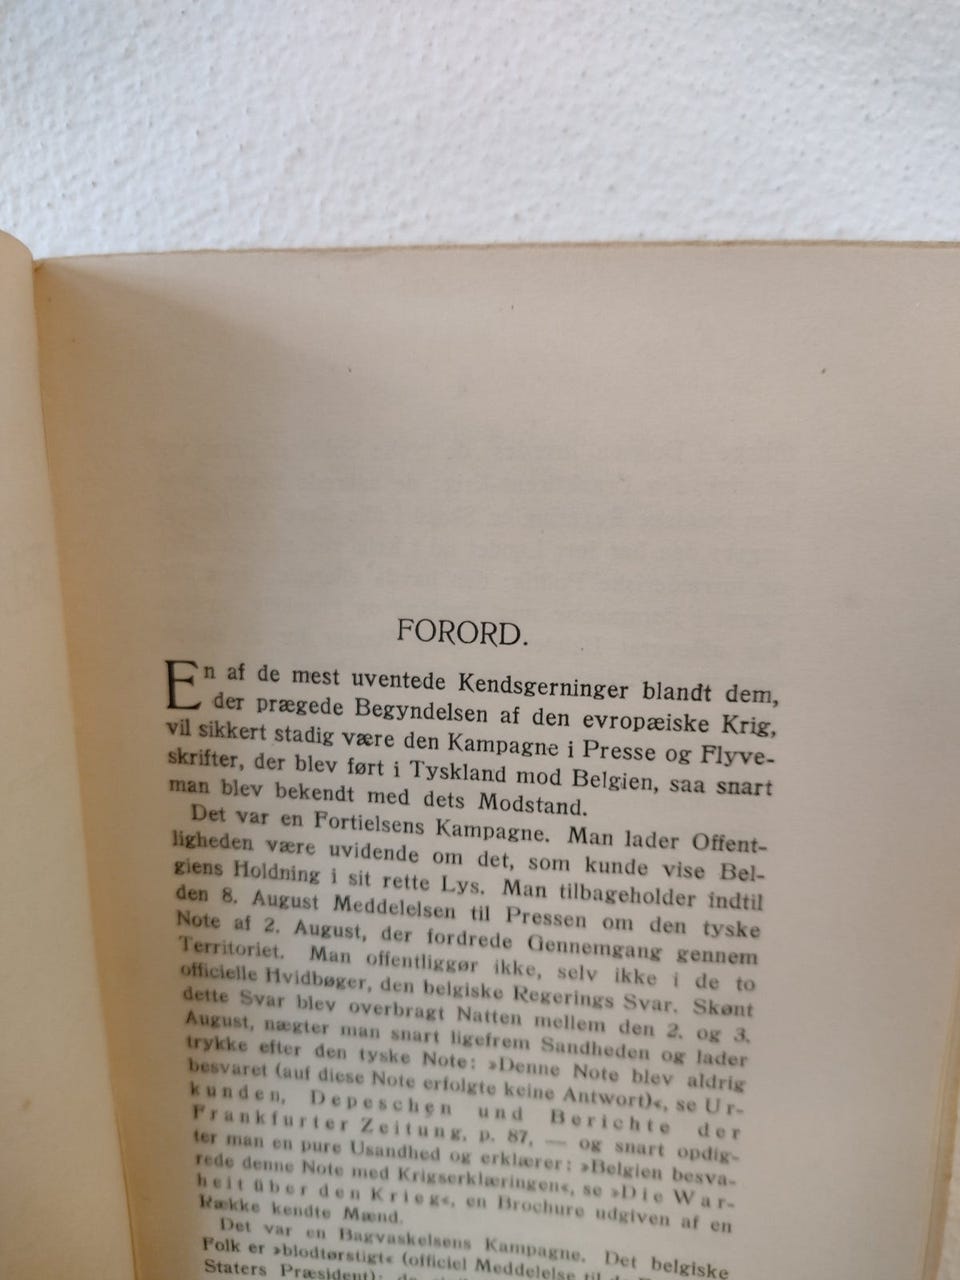 FORORD.
En af de mest uventede Kendsgerninger blandt dem,
der prægede Begyndelsen af den evropæiske Krig,
vil sikkert stadig være den Kampagne i Presse og Flyve-
skrifter, der blev ført i Tyskland mod Belgien, saa snart
man blev bekendt med dets Modstand.
Det var en Fortielsens Kampagne. Man lader Offent-
ligheden være uvidende om det, som kunde vise Bel-
giens Holdning i sit rette Lys. Man tilbageholder indtil
den 8. August Meddelelsen til Pressen om den tyske
Note af 2. August, der fordrede Gennemgang gennem
Territoriet. Man offentliggør ikke, selv ikke i de to
officielle Hvidbøger, den belgiske Regerings Svar. Skønt
dette Svar blev overbragt Natten mellem den 2. og 3.
August, nægter man snart ligefrem Sandheden og lader
trykke efter den tyske Note: »Denne Note blev aldrig
besvaret (auf diese Note erfolgte keine Antwort)«, se Ur-
kunden, Depeschen und Berichte der
Frankfurter Zeitung, p. 87, — og snart opdig-
ter man en pure Usandhed og erklærer: »Belgien besva-
rede denne Note med Krigserklæringen«, se »Die War-
heit über den Krieg«, en Brochure udgiven af en
Række kendte Mænd.
Det var en Bagvaskelsens Kampagne. Det belgiske
Folk er »blodtørstigt« (officiel Meddelelse til de
Staters Præsident);